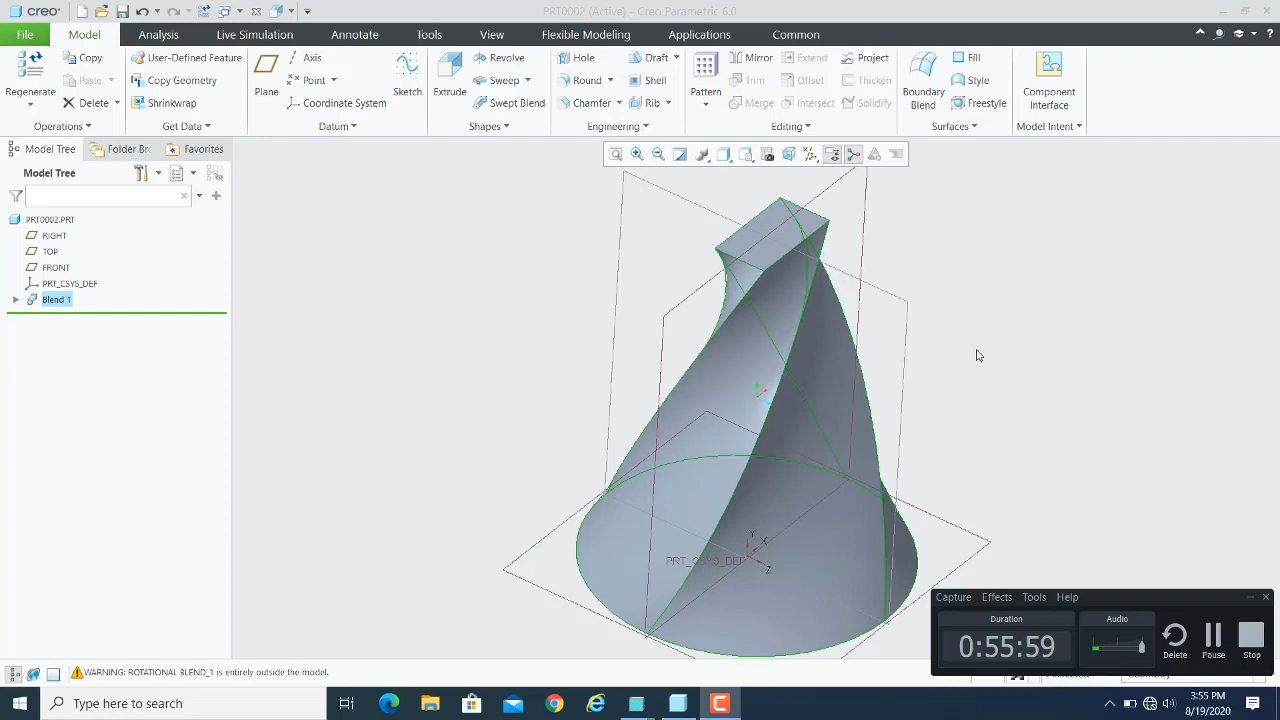 creo
PRT0002 (Active) - Creo Parametric 6.0
File Model Analysis Live Simulation Annotate Tools View Flexible Modeling Applications Common
Regenerate Copy Paste Delete
User-Defined Feature Copy Geometry Shrinkwrap
Plane Axis Point Coordinate System Sketch
Extrude Revolve Sweep Swept Blend
Hole Round Chamfer Draft Shell Rib
Pattern Mirror Trim Merge Extend Offset Intersect Project Thicken Solidify
Boundary Blend Fill Style Freestyle
Component Interface
Operations Get Data Datum Shapes Engineering Editing Surfaces Model Intent
Model Tree Folder Br Favorites
Model Tree
PRT0002.PRT
RIGHT
TOP
FRONT
PRT_CSYS_DEF
Blend 1
Y
X
PRT_CSYS_DEF
Z
Capture Effects Tools Help
Duration Audio
0:55:59
Delete Pause Stop
WARNING: ROTATIONAL BLEND_1 is entirely outside the model.
Type here to search
3:55 PM
8/19/2020